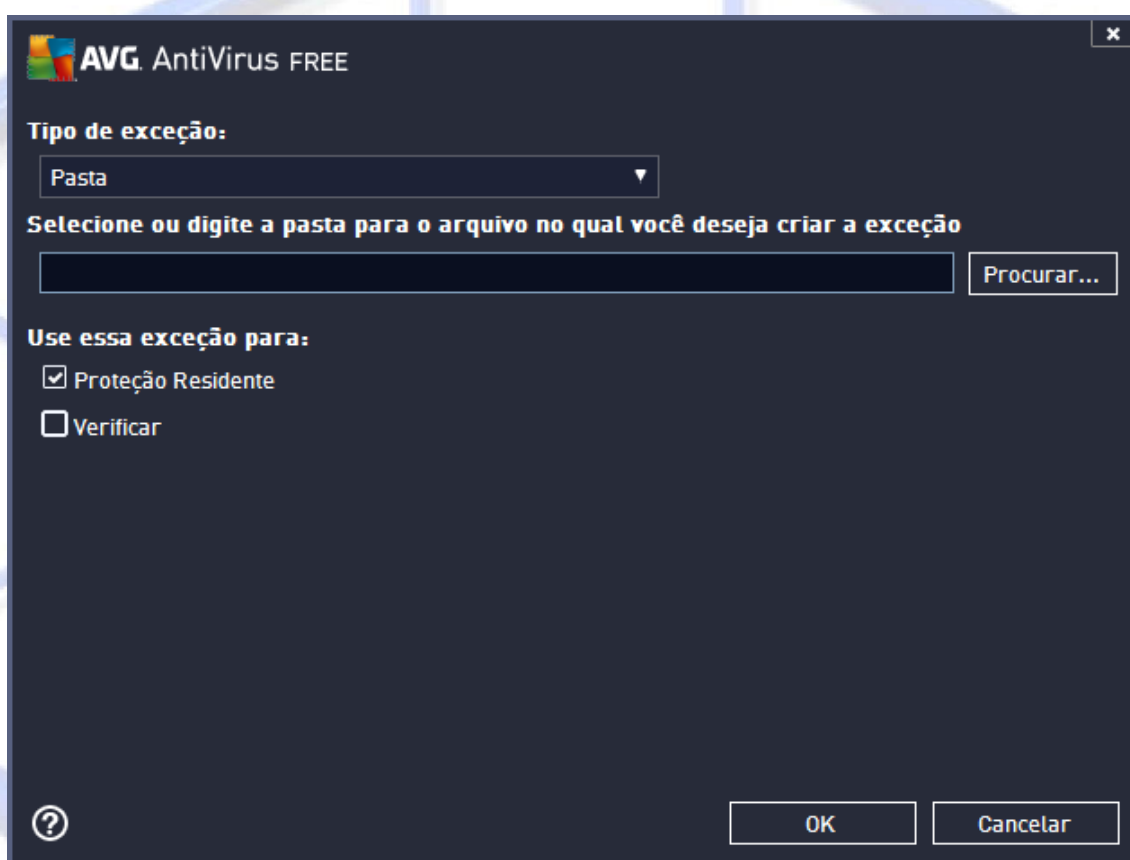 AVG. AntiVirus FREE
Tipo de exceção:
Pasta
Selecione ou digite a pasta para o arquivo no qual você deseja criar a exceção
Procurar...
Use essa exceção para:
Proteção Residente
Verificar
OK Cancelar